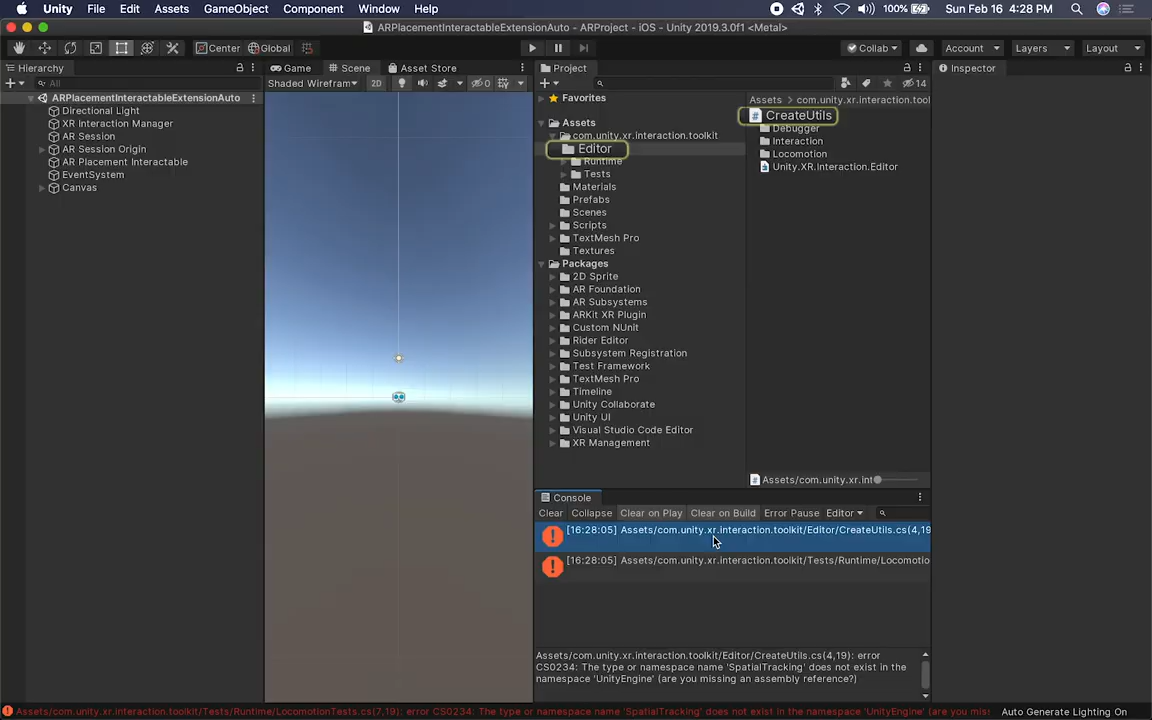 Unity File Edit Assets GameObject Component Window Help 100% Sun Feb 16 4:28 PM
ARPlacementInteractableExtensionAuto - ARProject - iOS - Unity 2019.3.0f1 <Metal>
Center Global Collab Account Layers Layout
Hierarchy Game Scene Asset Store Project Inspector
All Shaded Wirefram 2D 0 14
ARPlacementInteractableExtensionAuto
Directional Light
XR Interaction Manager
AR Session
AR Session Origin
AR Placement Interactable
EventSystem
Canvas
Favorites
Assets
com.unity.xr.interaction.toolkit
Editor
Runtime
Tests
Materials
Prefabs
Scenes
Scripts
TextMesh Pro
Textures
Packages
2D Sprite
AR Foundation
AR Subsystems
ARKit XR Plugin
Custom NUnit
Rider Editor
Subsystem Registration
Test Framework
TextMesh Pro
Timeline
Unity Collaborate
Unity UI
Visual Studio Code Editor
XR Management
Assets > com.unity.xr.interaction.tool
CreateUtils
Debugger
Interaction
Locomotion
Unity.XR.Interaction.Editor
Assets/com.unity.xr.int
Console
Clear Collapse Clear on Play Clear on Build Error Pause Editor
[16:28:05] Assets/com.unity.xr.interaction.toolkit/Editor/CreateUtils.cs(4,19
[16:28:05] Assets/com.unity.xr.interaction.toolkit/Tests/Runtime/Locomotio
Assets/com.unity.xr.interaction.toolkit/Editor/CreateUtils.cs(4,19): error
CS0234: The type or namespace name 'SpatialTracking' does not exist in the
namespace 'UnityEngine' (are you missing an assembly reference?)
Assets/com.unity.xr.interaction.toolkit/Tests/Runtime/LocomotionTests.cs(7,19): error CS0234: The type or namespace name 'SpatialTracking' does not exist in the namespace 'UnityEngine' (are you miss Auto Generate Lighting On